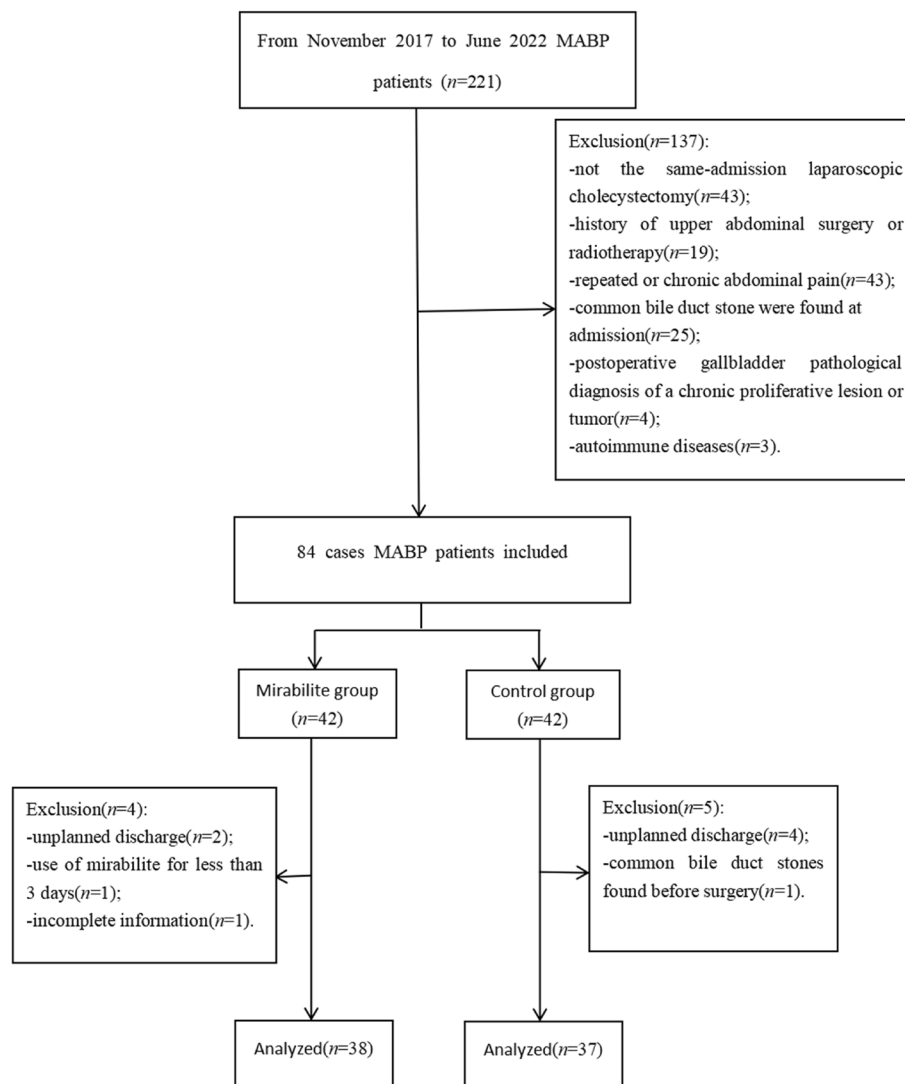 From November 2017 to June 2022 MABP
patients (n=221)
Exclusion(n=137):
-not the same-admission laparoscopic
cholecystectomy(n=43);
-history of upper abdominal surgery or
radiotherapy(n=19);
-repeated or chronic abdominal pain(n=43);
-common bile duct stone were found at
admission(n=25);
-postoperative gallbladder pathological
diagnosis of a chronic proliferative lesion or
tumor(n=4);
-autoimmune diseases(n=3).
84 cases MABP patients included
Mirabilite group
(n=42)
Control group
(n=42)
Exclusion(n=4):
-unplanned discharge(n=2);
-use of mirabilite for less than
3 days(n=1);
-incomplete information(n=1).
Exclusion(n=5):
-unplanned discharge(n=4);
-common bile duct stones
found before surgery(n=1).
Analyzed(n=38)
Analyzed(n=37)